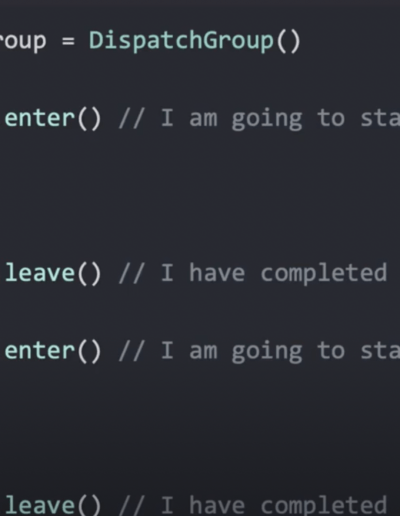 roup = DispatchGroup()
enter() // I am going to sta
leave() // I have completed
enter() // I am going to sta
leave() // I have completed